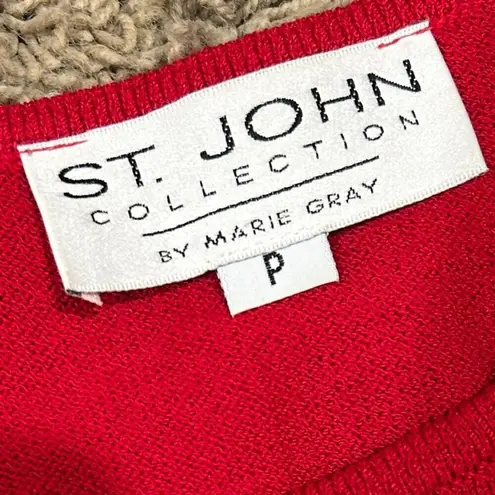 ST. JOHN
COLLECTION
BY MARIE GRAY
P